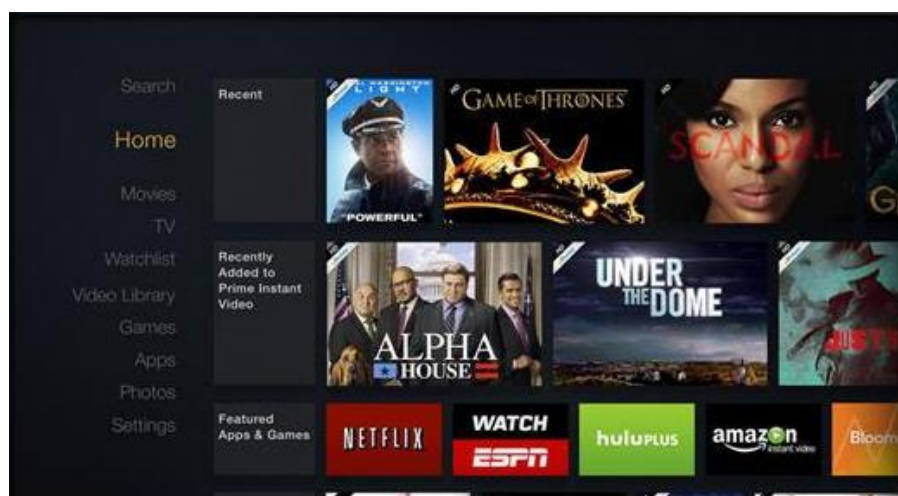 Search
Home
Movies
TV
Watchlist
Video Library
Games
Apps
Photos
Settings
Recent
LIGHT
"POWERFUL"
GAME OF THRONES
SCANDAL
G
Recently
Added to
Prime Instant
Video
ALPHA
HOUSE
UNDER
THE DOME
JUST
Featured
Apps & Games
NETFLIX
WATCH
ESPN
huluPLUS
amazon
instant video
Bloom